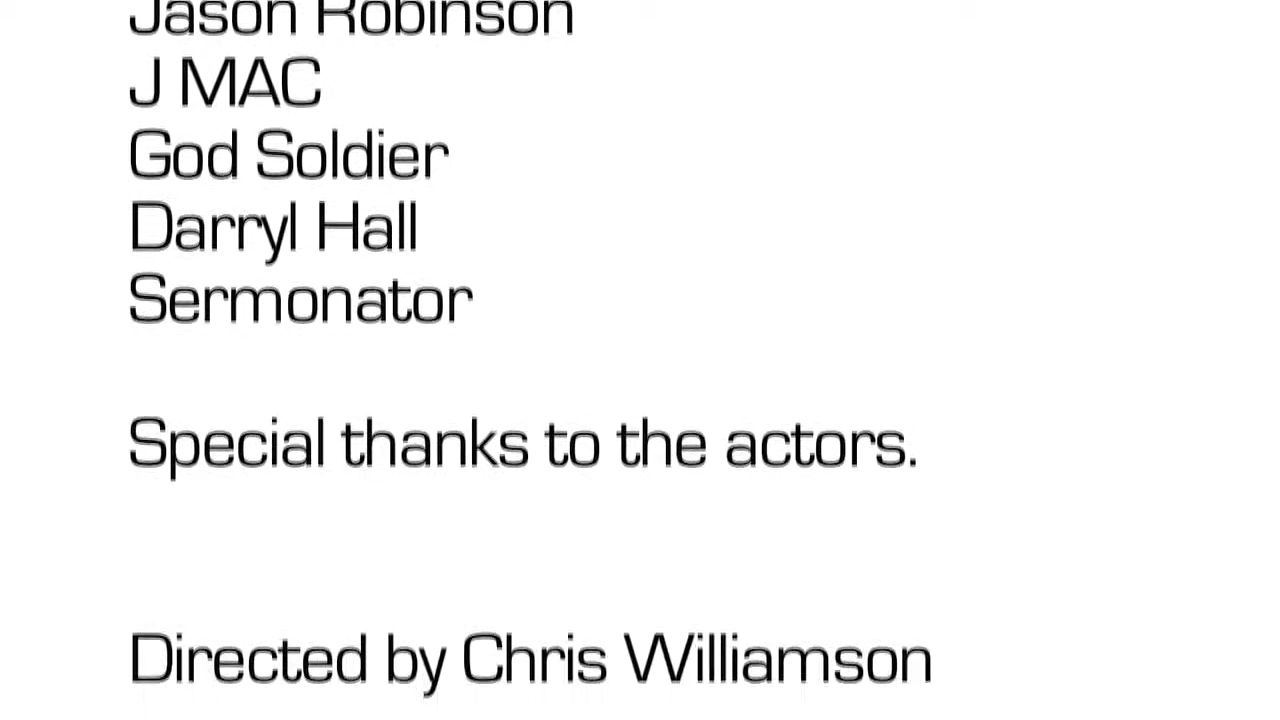 Jason Robinson
J MAC
God Soldier
Darryl Hall
Sermonator
Special thanks to the actors.
Directed by Chris Williamson